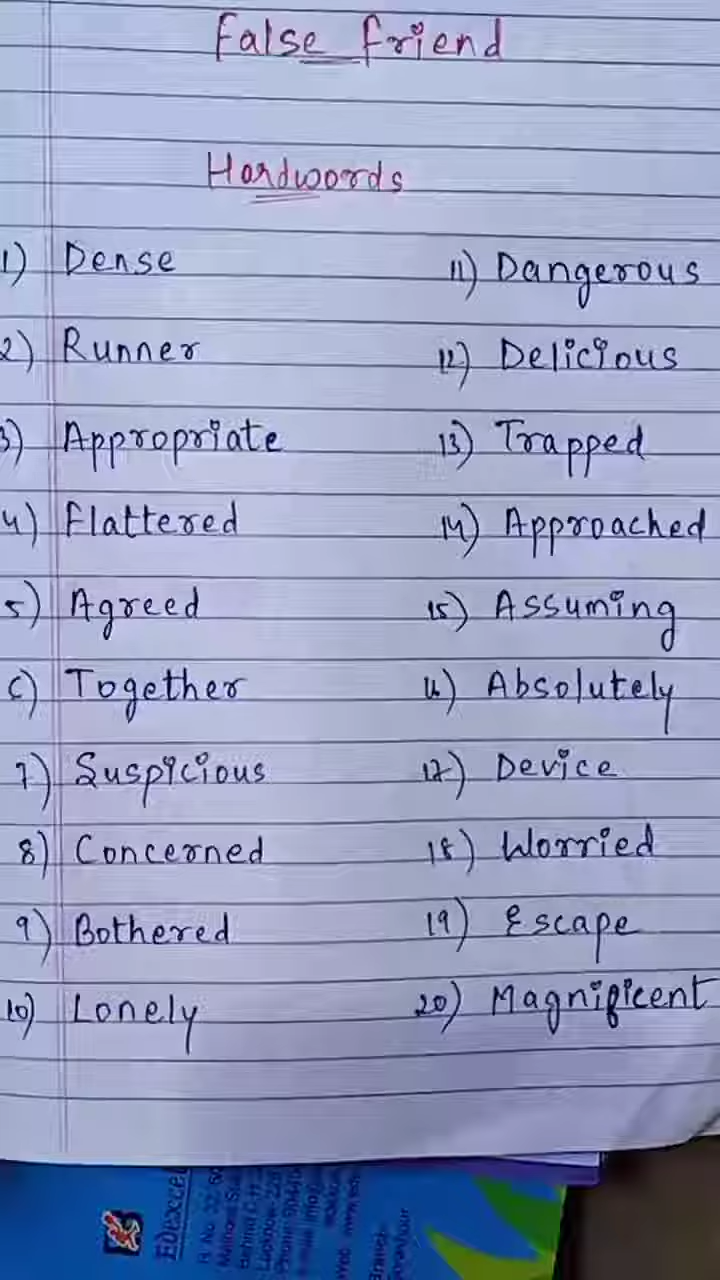 False friend
Hardwords
1) Dense
2) Runner
3) Appropriate
4) Flattered
5) Agreed
6) Together
7) Suspicious
8) Concerned
9) Bothered
10) Lonely
11) Dangerous
12) Delicious
13) Trapped
14) Approached
15) Assuming
16) Absolutely
17) Device
18) Worried
19) Escape
20) Magnificent